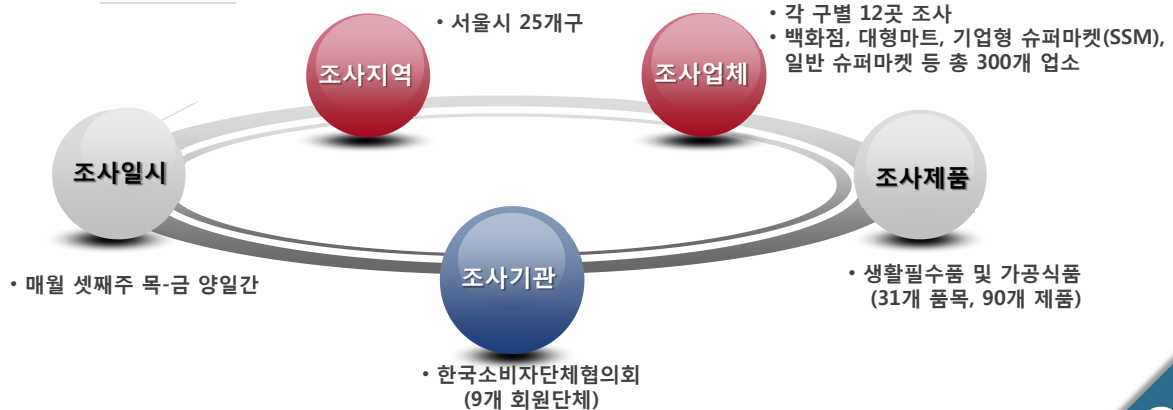 조사지역
• 서울시 25개구
조사업체
• 각 구별 12곳 조사
• 백화점, 대형마트, 기업형 슈퍼마켓(SSM),
일반 슈퍼마켓 등 총 300개 업소
조사일시
• 매월 셋째주 목-금 양일간
조사제품
• 생활필수품 및 가공식품
(31개 품목, 90개 제품)
조사기관
• 한국소비자단체협의회
(9개 회원단체)